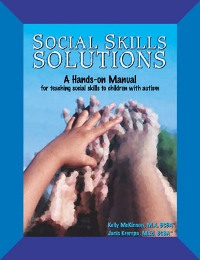 SOCIAL SKILLS
SOLUTIONS
A Hands-on Manual
for teaching social skills to children with autism
Kelly McKinnon, M.A., BCBA
Janis Krempa, M.Ed., BCBA